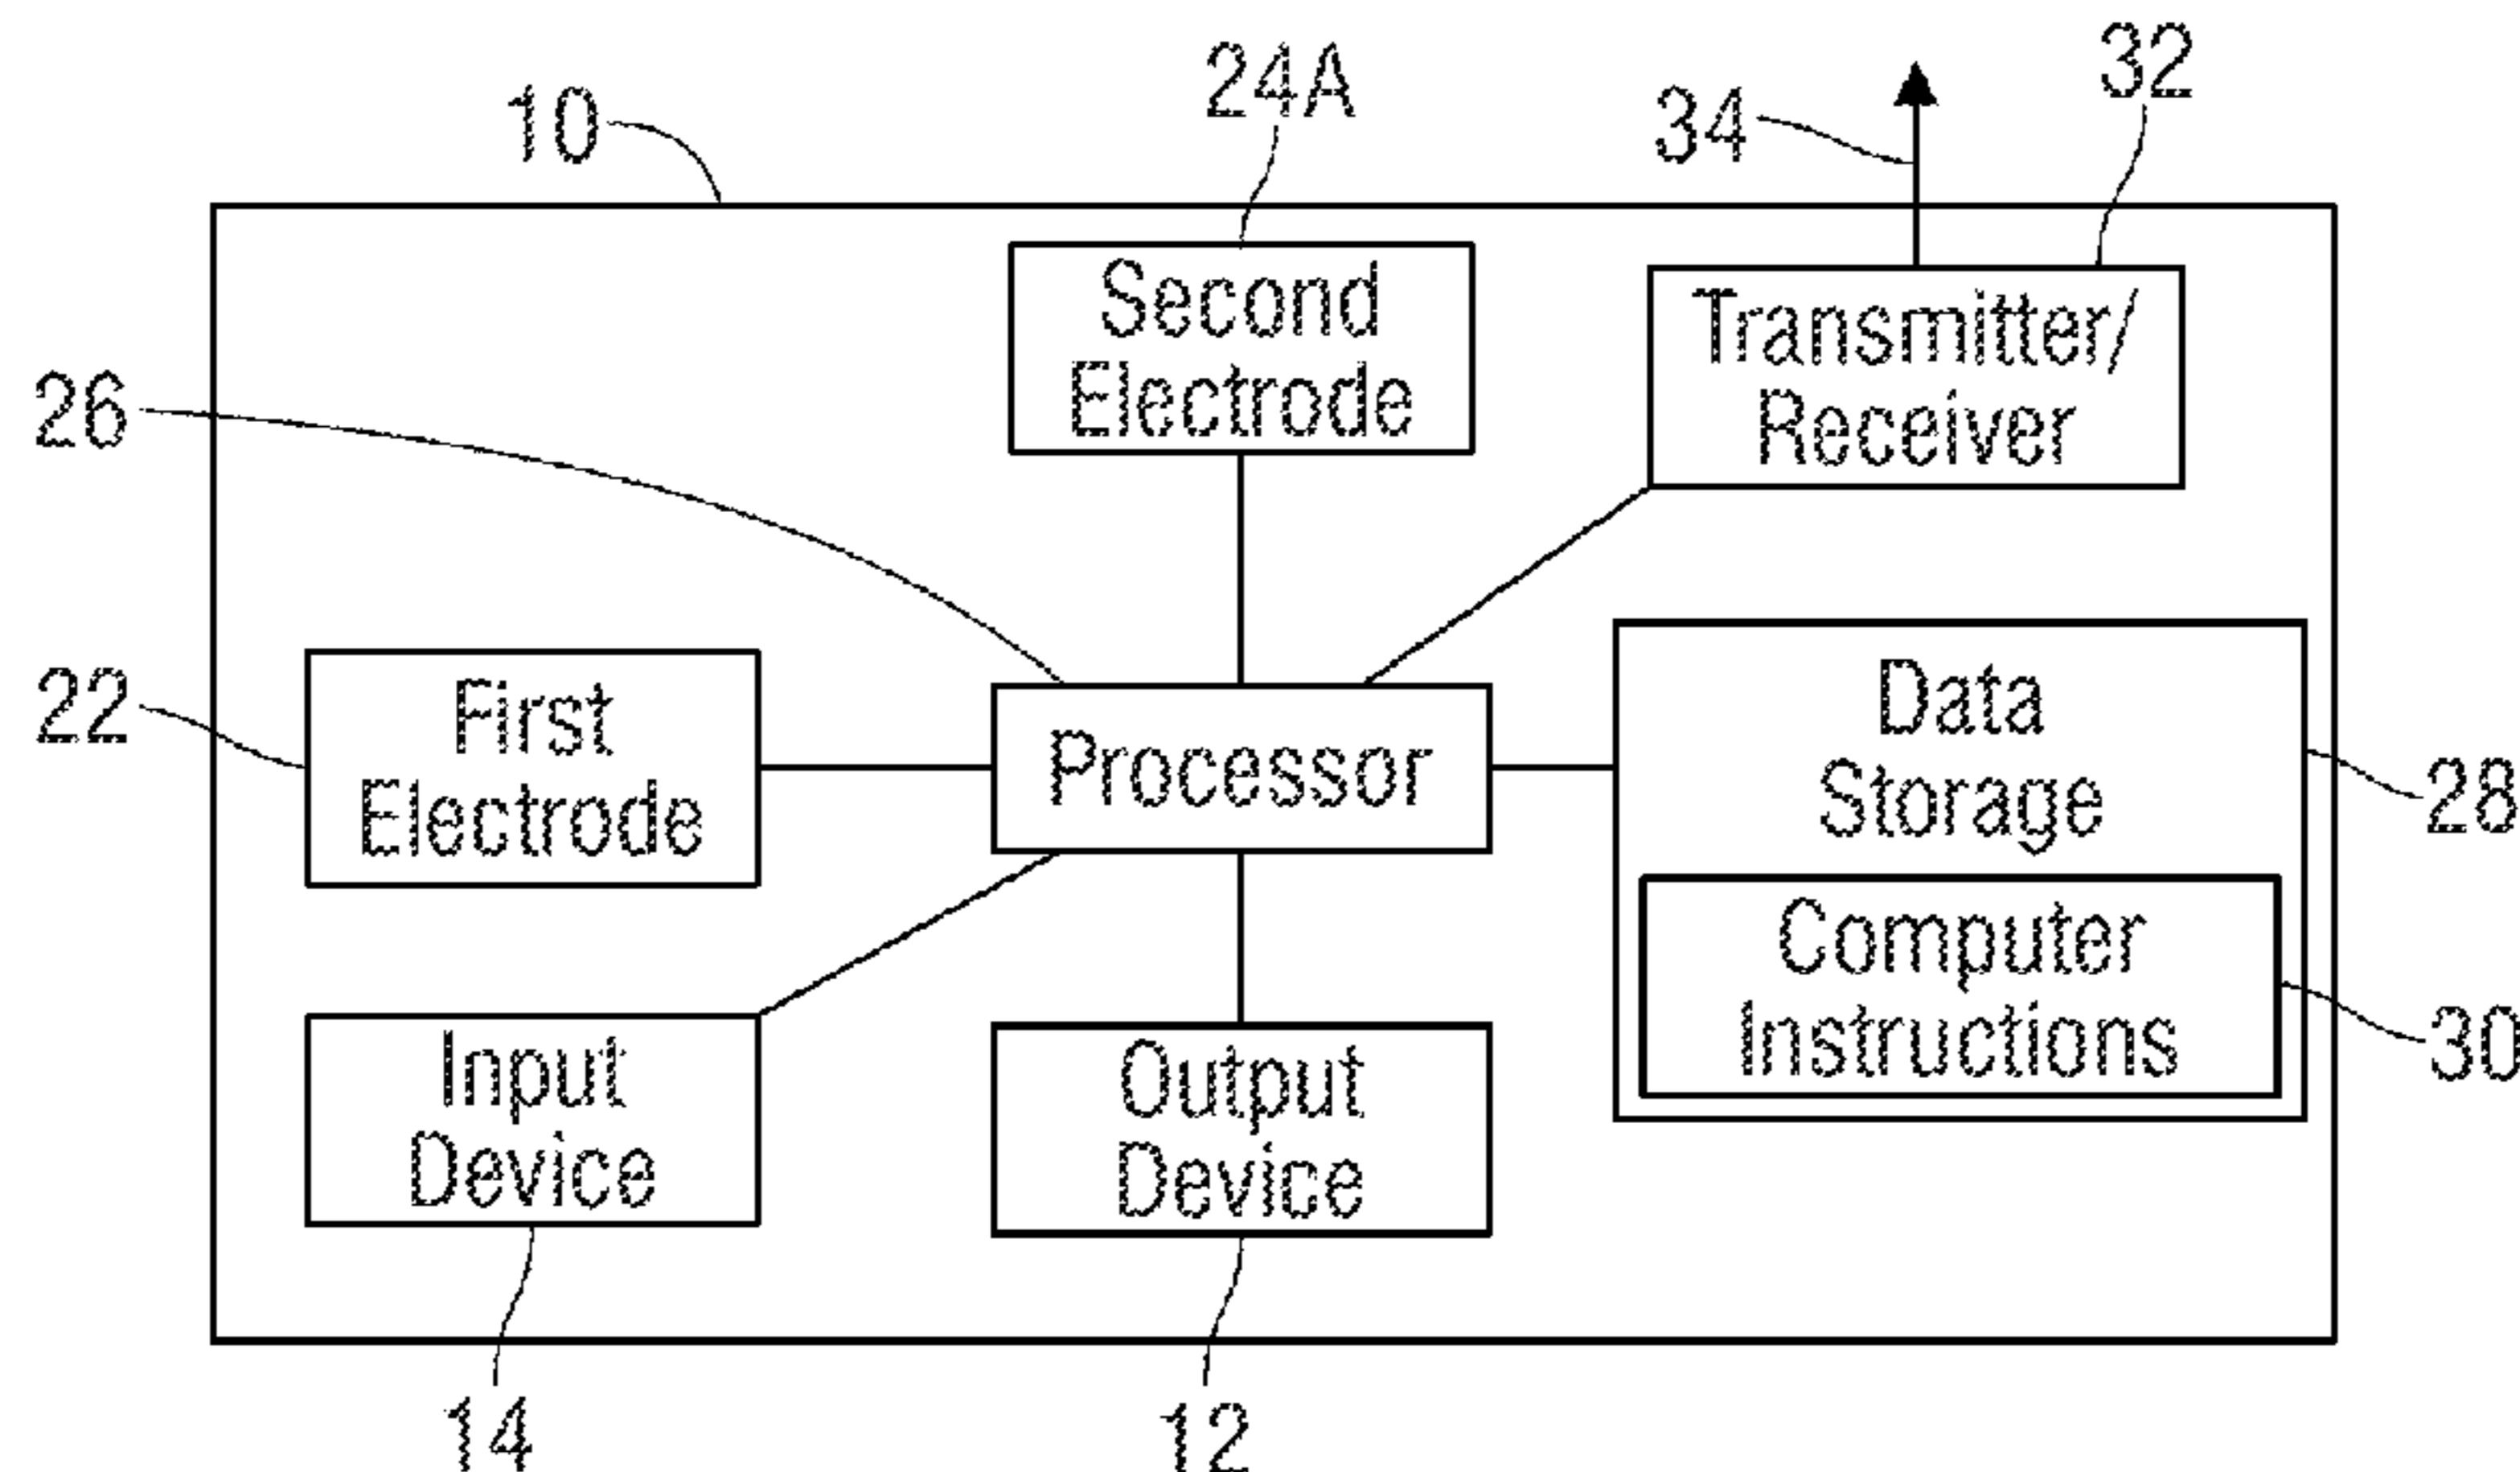 10
24A
34
32
Second
Electrode
Transmitter/
Receiver
26
22
First
Electrode
Processor
Data
Storage
28
Computer
Instructions
30
Input
Device
Output
Device
14
12